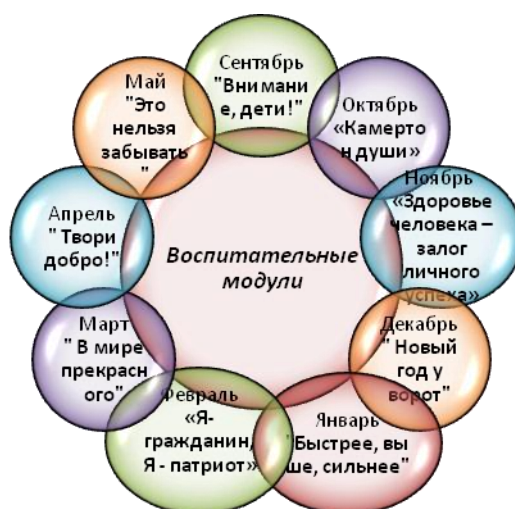 Сентябрь
"Внимани
е, дети!"
Октябрь
«Камерто
н души»
Ноябрь
«Здоровье
человека –
залог
личного
успеха»
Декабрь
" Новый
год у
ворот"
Январь
"Быстрее, вы
ше, сильнее"
Февраль
«Я-
гражданин,
Я - патриот»
Март
" В мире
прекрасн
ого"
Апрель
" Твори
добро!"
Май
"Это
нельзя
забывать
"
Воспитательные
модули